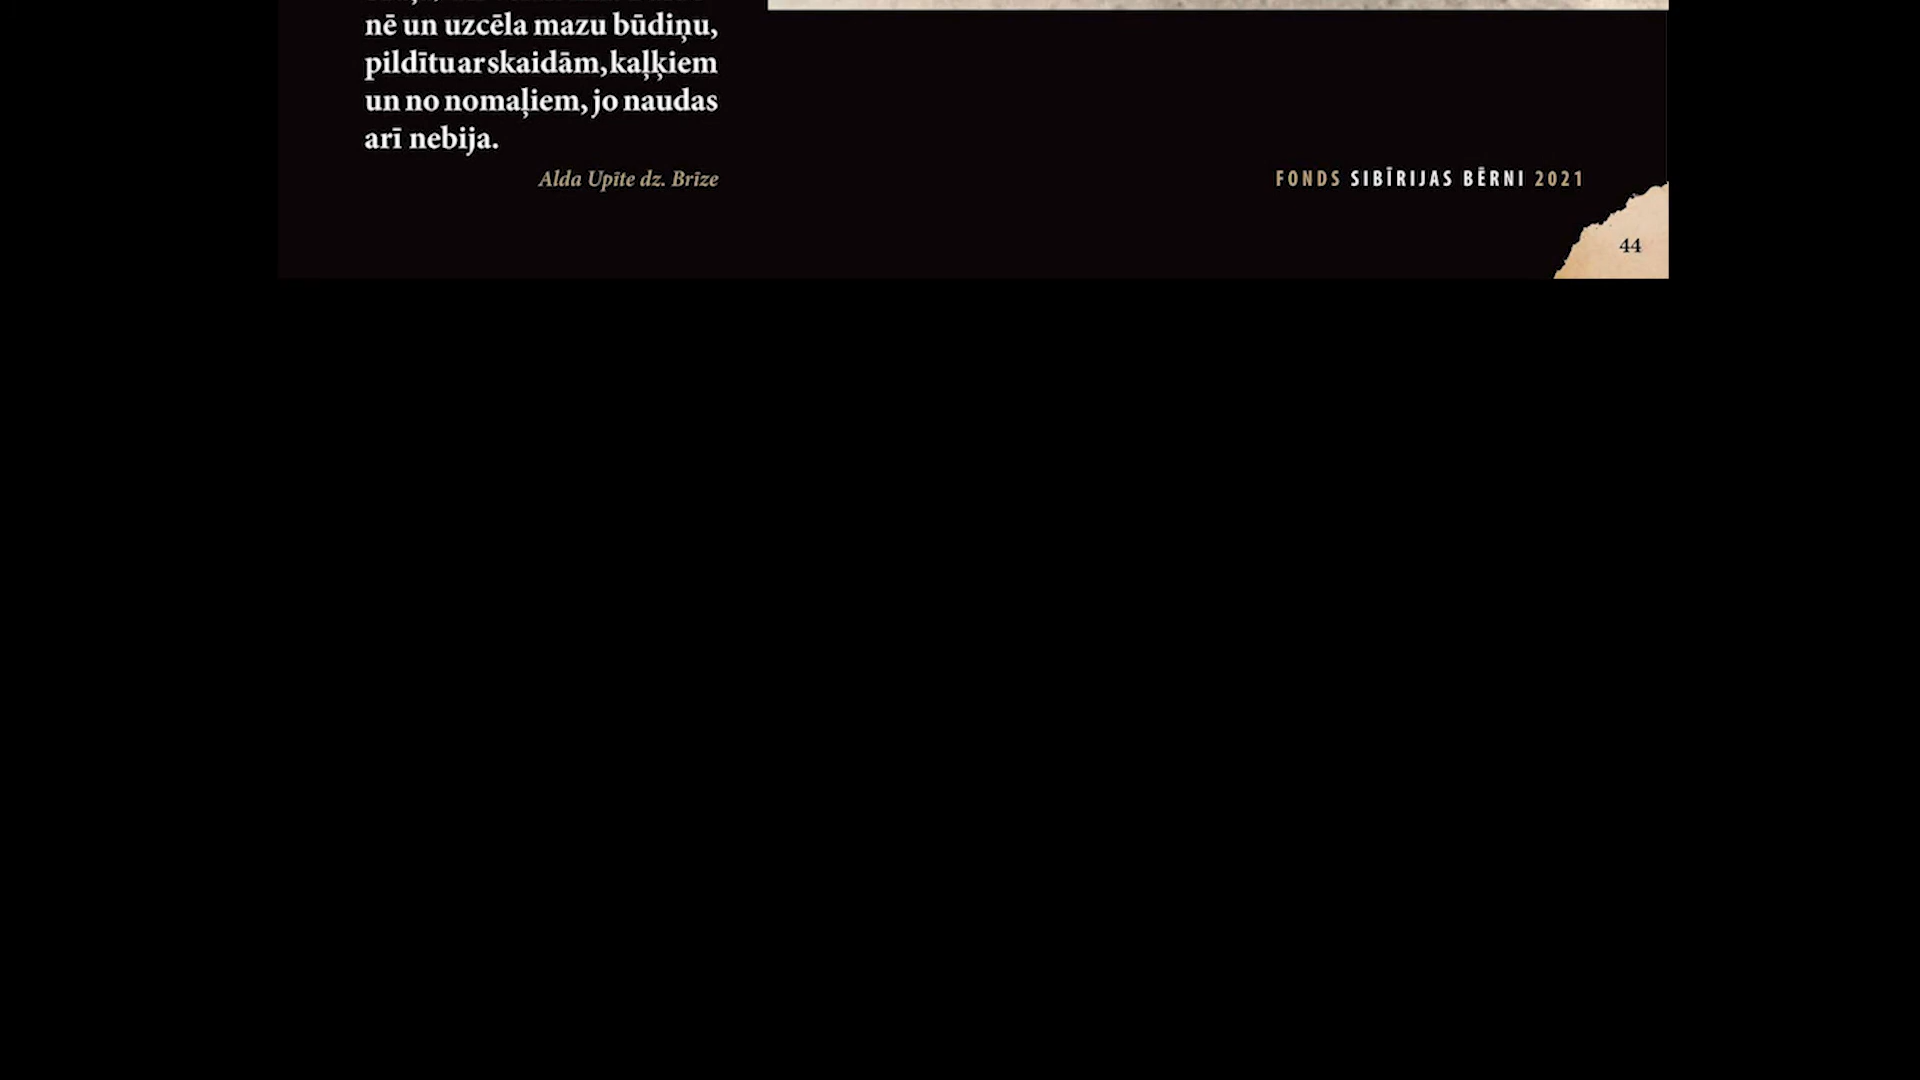 nē un uzcēla mazu būdiņu,
pildītu ar skaidām, kaļķiem
un no nomaļiem, jo naudas
arī nebija.
Alda Upīte dz. Brīze
FONDS SIBĪRIJAS BĒRNI 2021
44